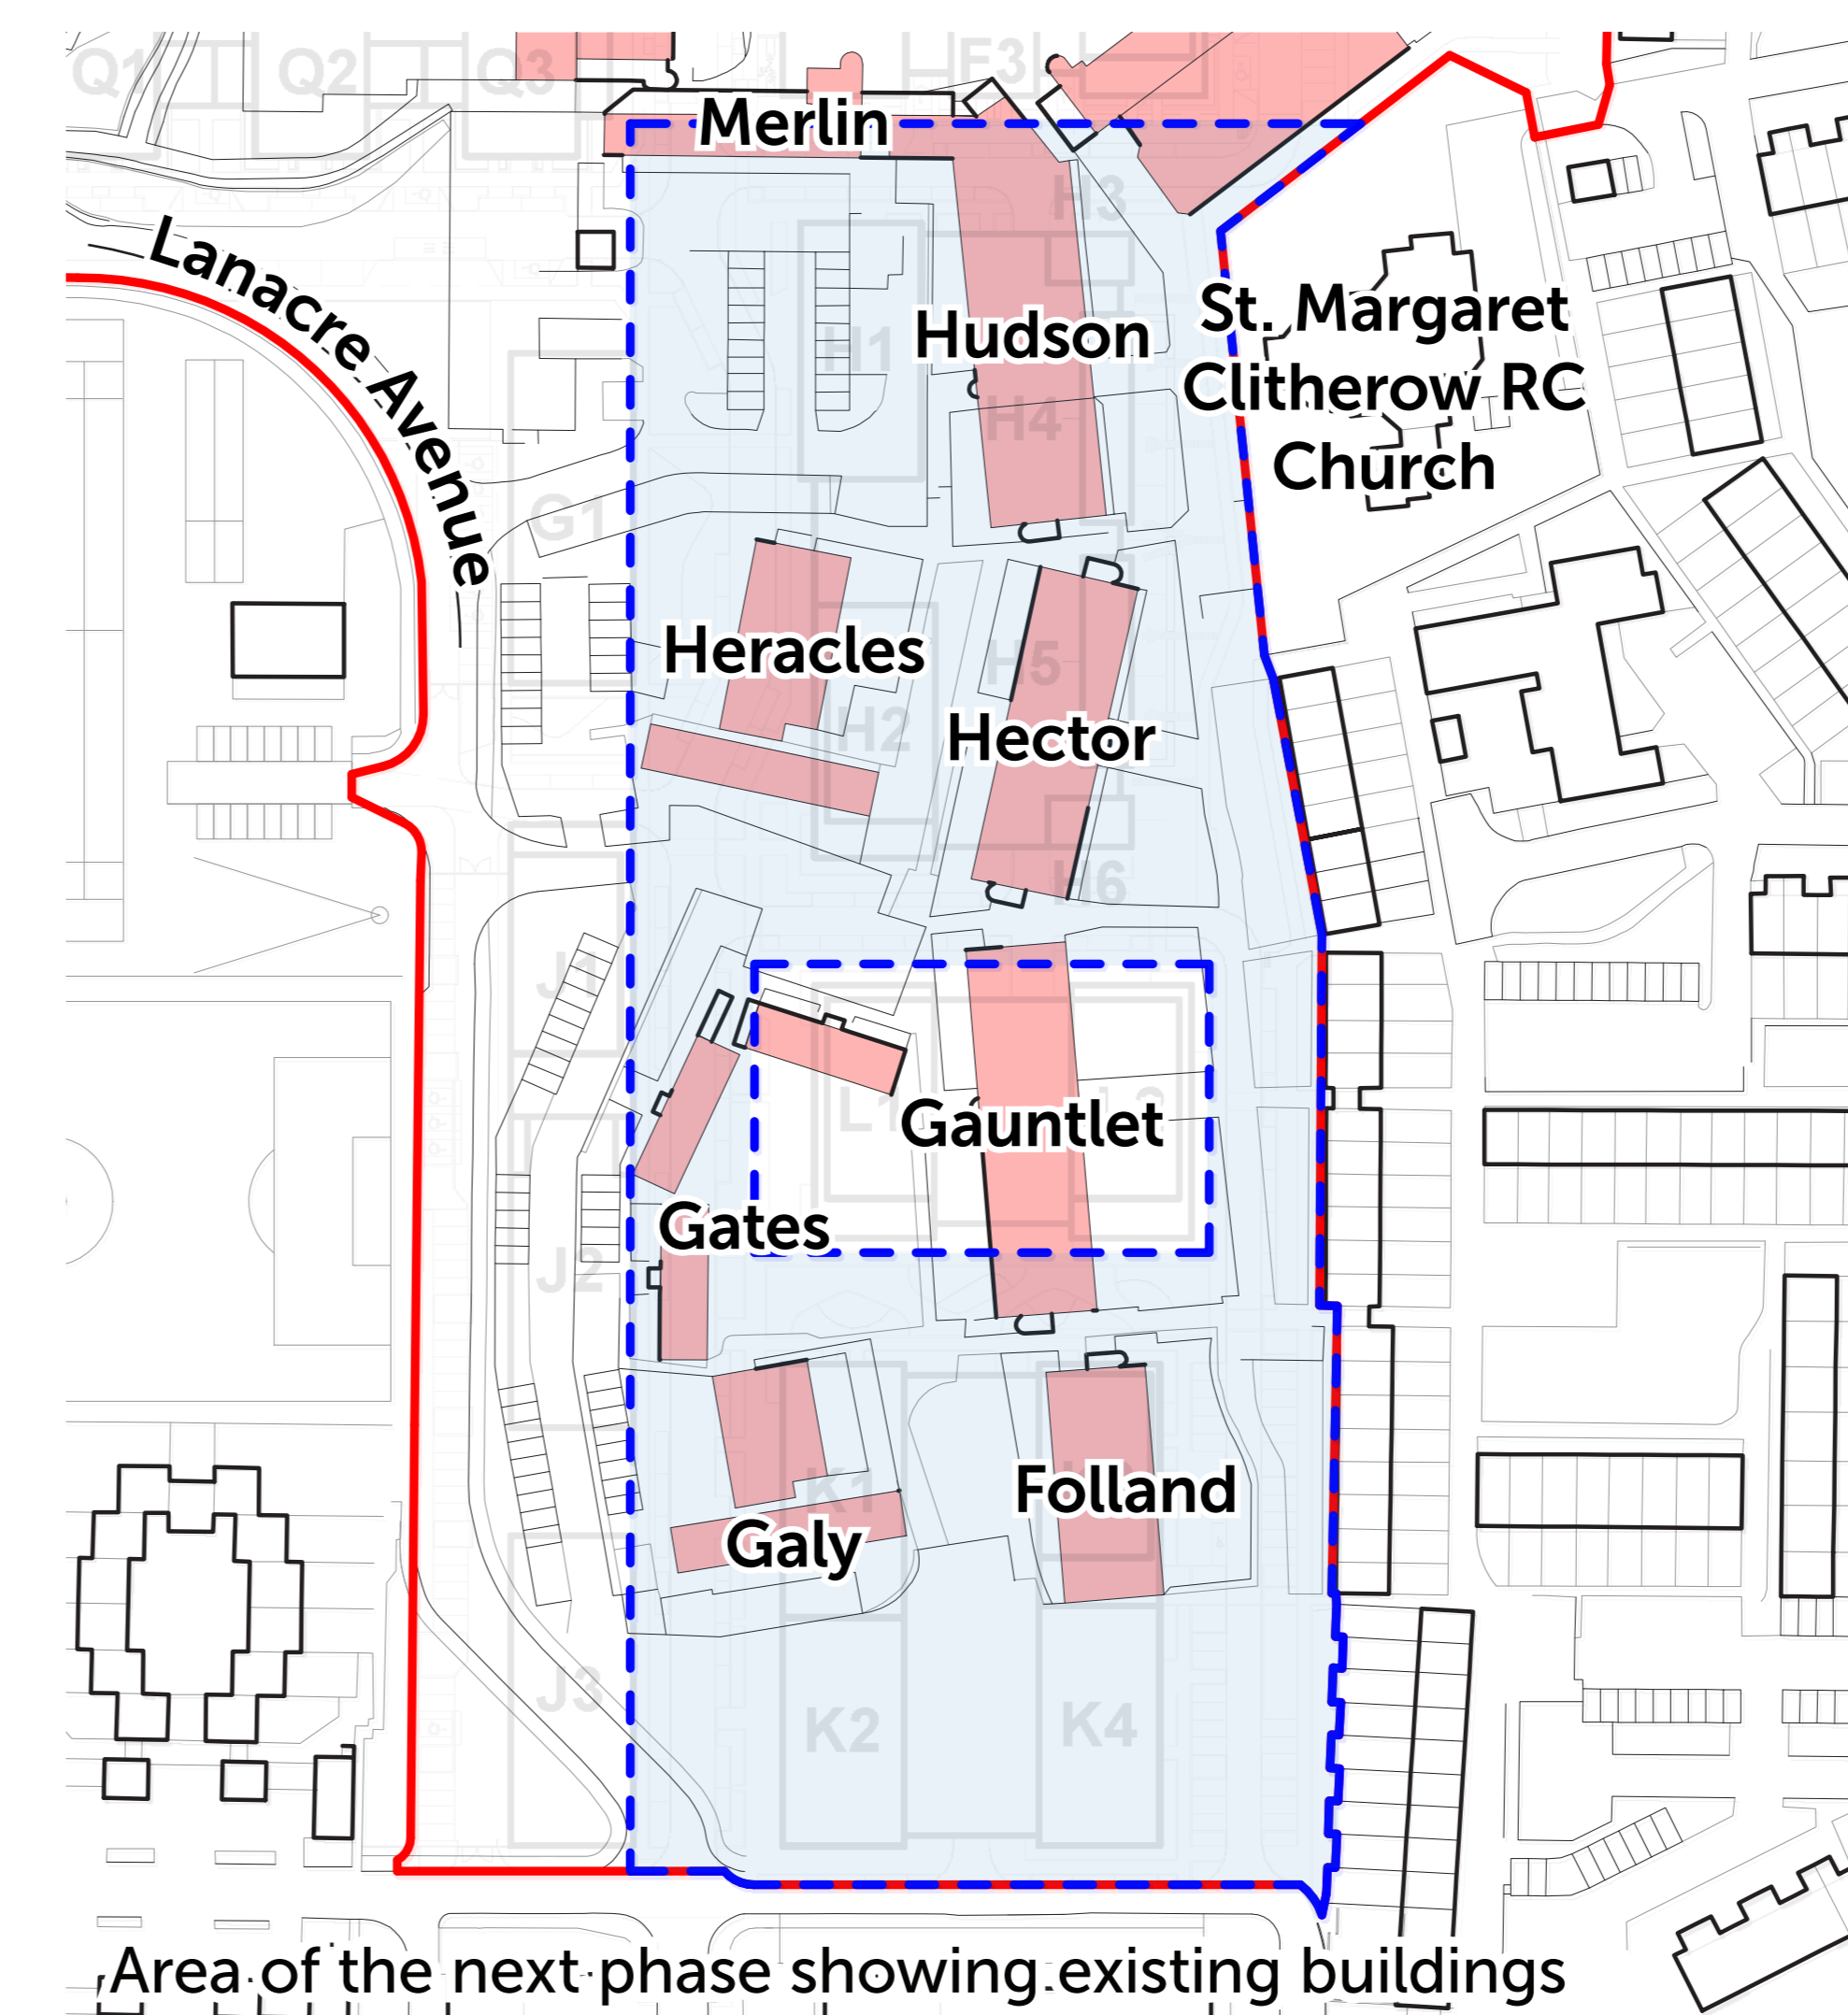 Q1
Q2
Q3
F3
Merlin
H3
Lanacre Avenue
Hudson
H1
St. Margaret
Clitherow RC
Church
H4
G1
Heracles
H5
H2
Hector
H6
J1
L1
Gauntlet
Gates
J2
K1
Folland
Galy
J3
K2
K4
Area of the next phase showing existing buildings